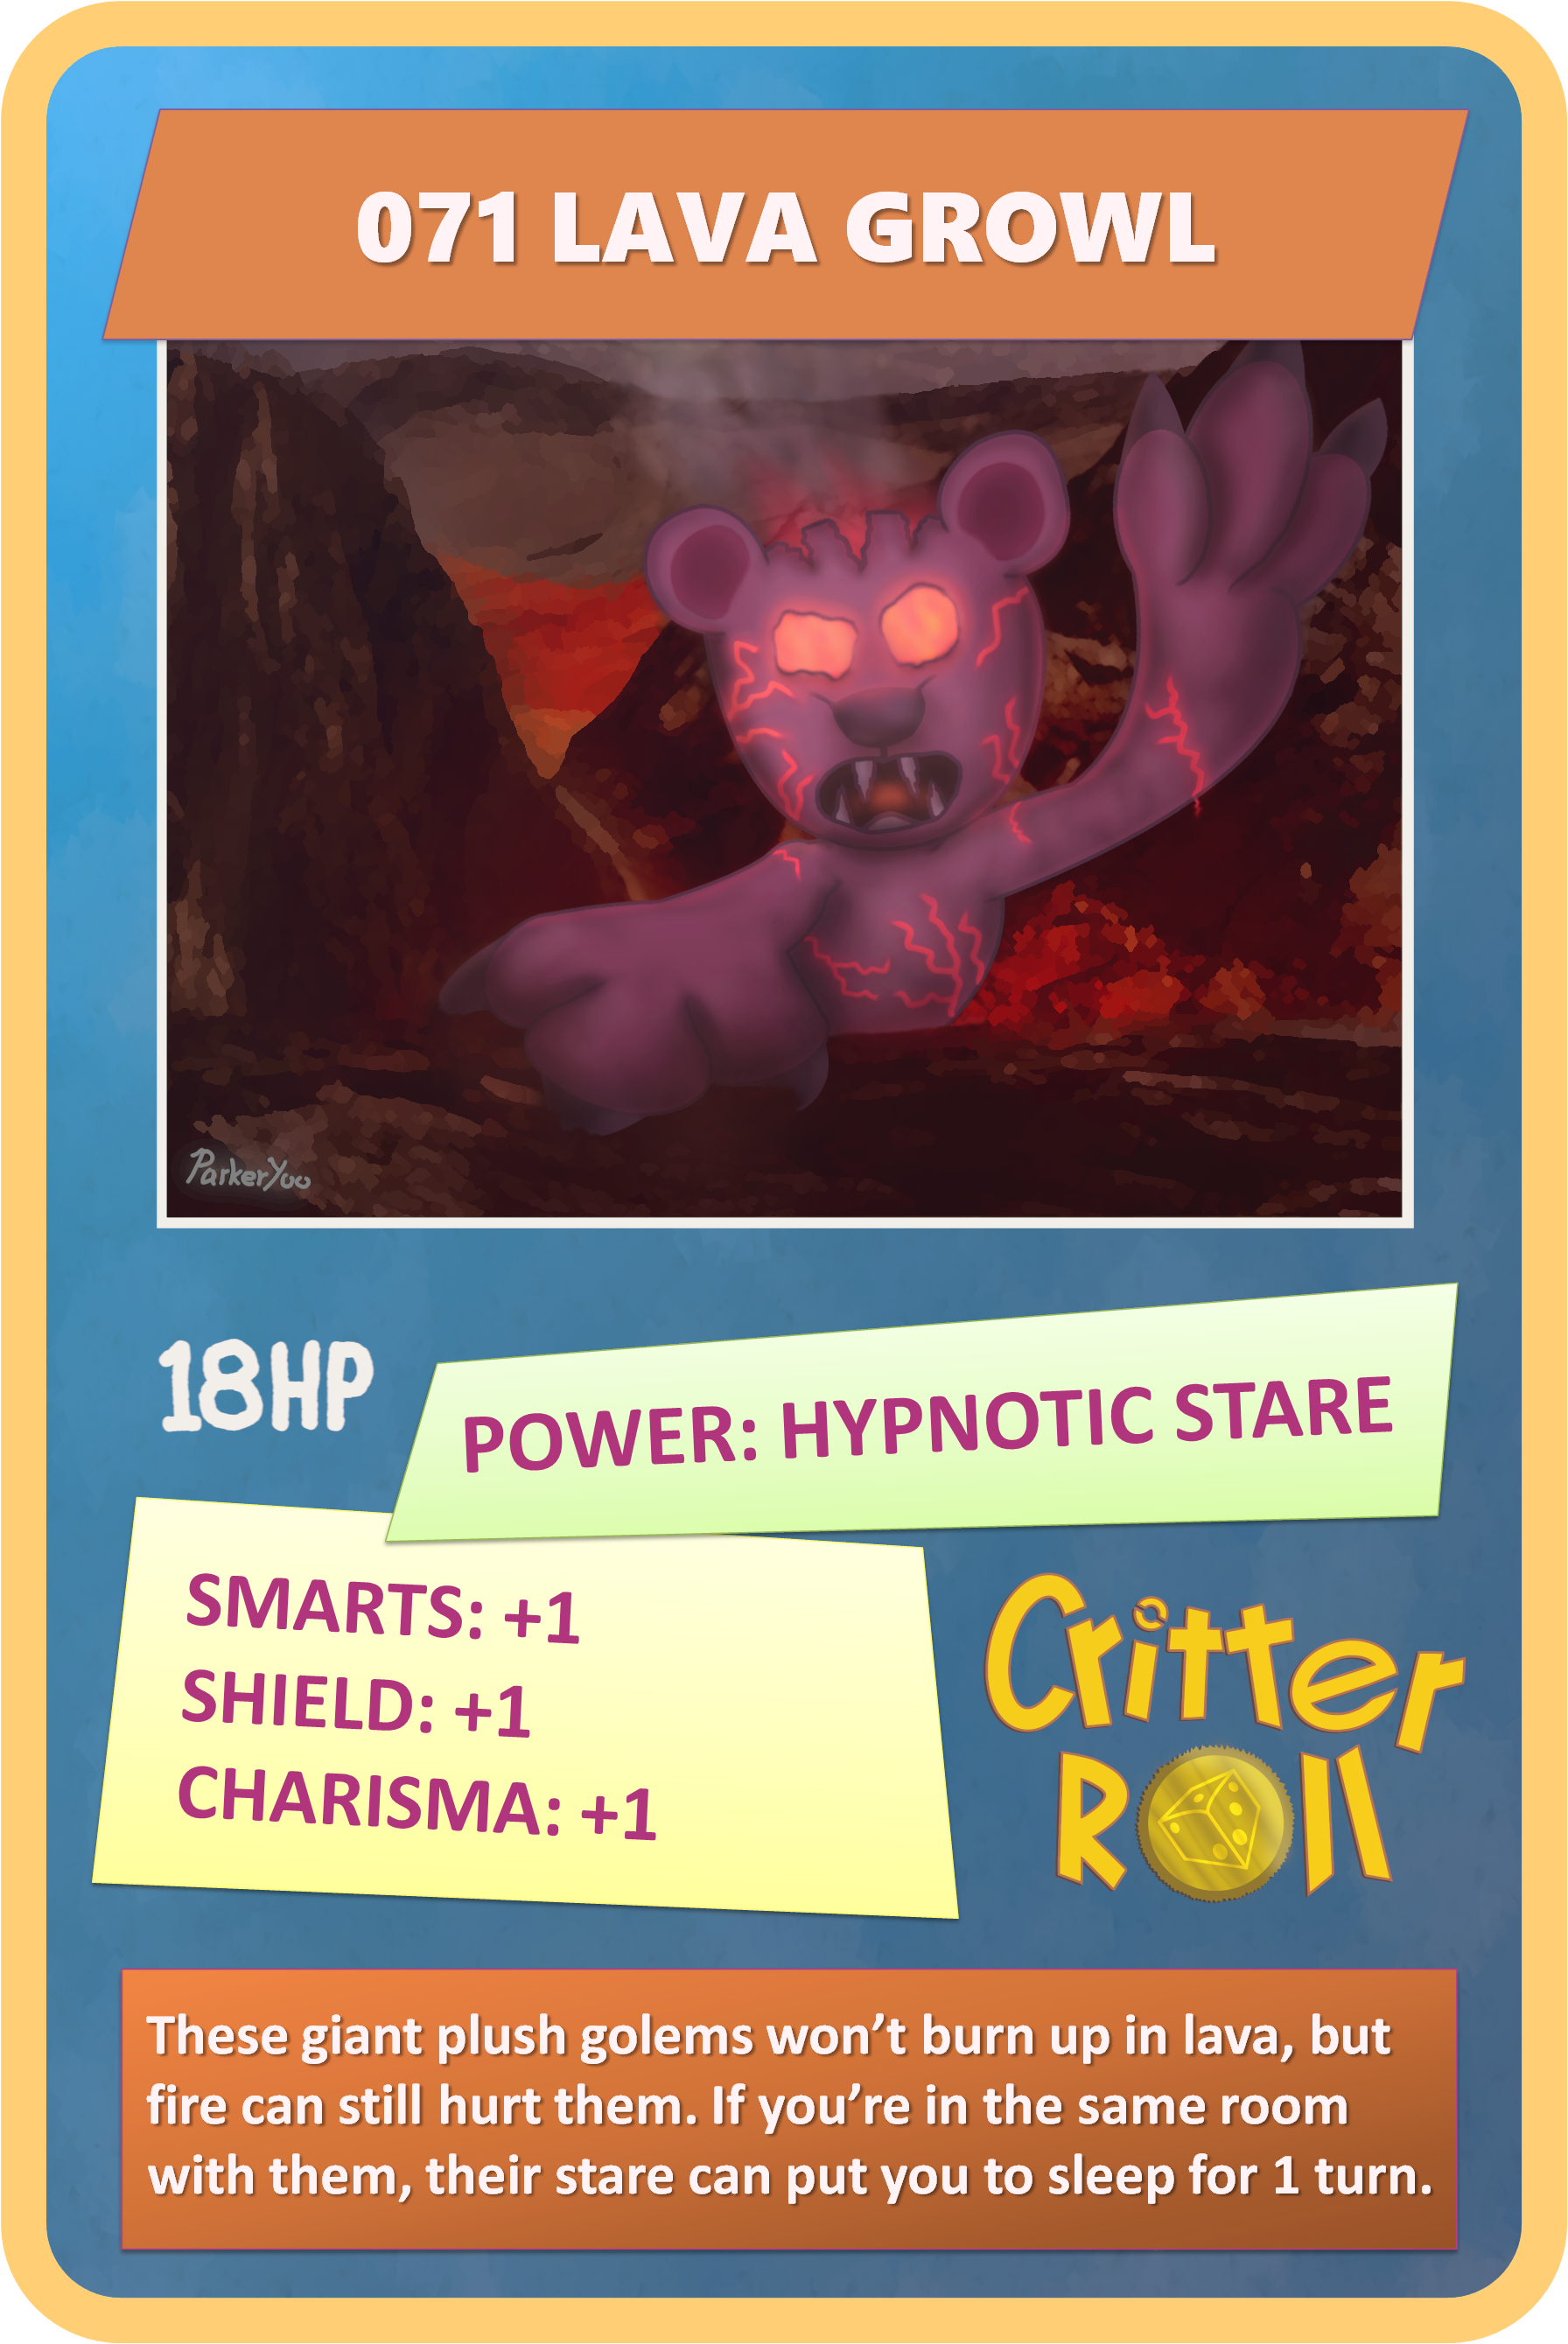 071 LAVA GROWL
ParkerYoo
18HP
POWER: HYPNOTIC STARE
SMARTS: +1
SHIELD: +1
CHARISMA: +1
Critter
Roll
These giant plush golems won’t burn up in lava, but
fire can still hurt them. If you’re in the same room
with them, their stare can put you to sleep for 1 turn.